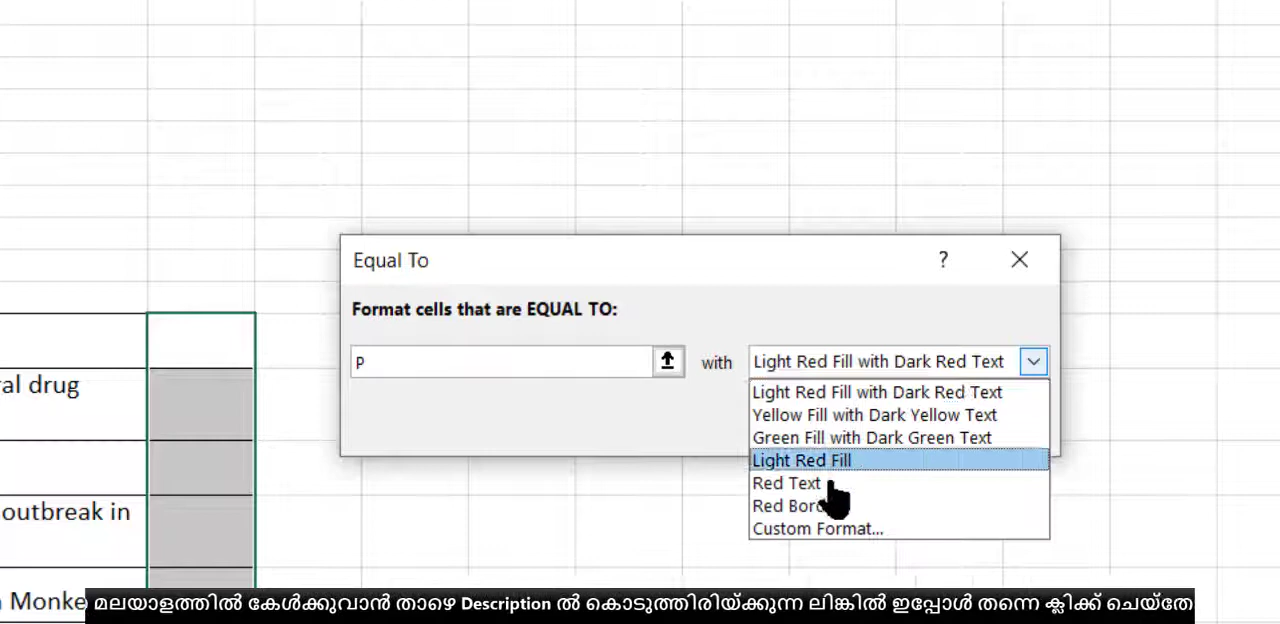 Equal To
?
Format cells that are EQUAL TO:
P
with
Light Red Fill with Dark Red Text
Light Red Fill with Dark Red Text
Yellow Fill with Dark Yellow Text
Green Fill with Dark Green Text
Light Red Fill
Red Text
Red
Custom Format...
drug
outbreak in
മലയാളത്തിൽ കേൾക്കുവാൻ താഴെ Description ൽ കൊടുത്തിരിയ്ക്കുന്ന ലിങ്കിൽ ഇപ്പോൾ തന്നെ ക്ലിക്ക് ചെയ്തേ